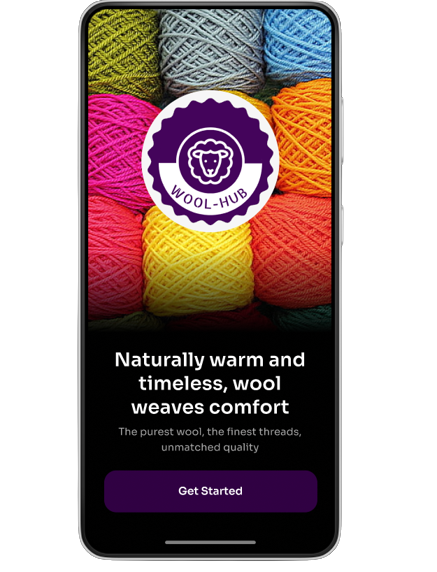 WOOL-HUB
Naturally warm and
timeless, wool
weaves comfort
The purest wool, the finest threads,
unmatched quality
Get Started